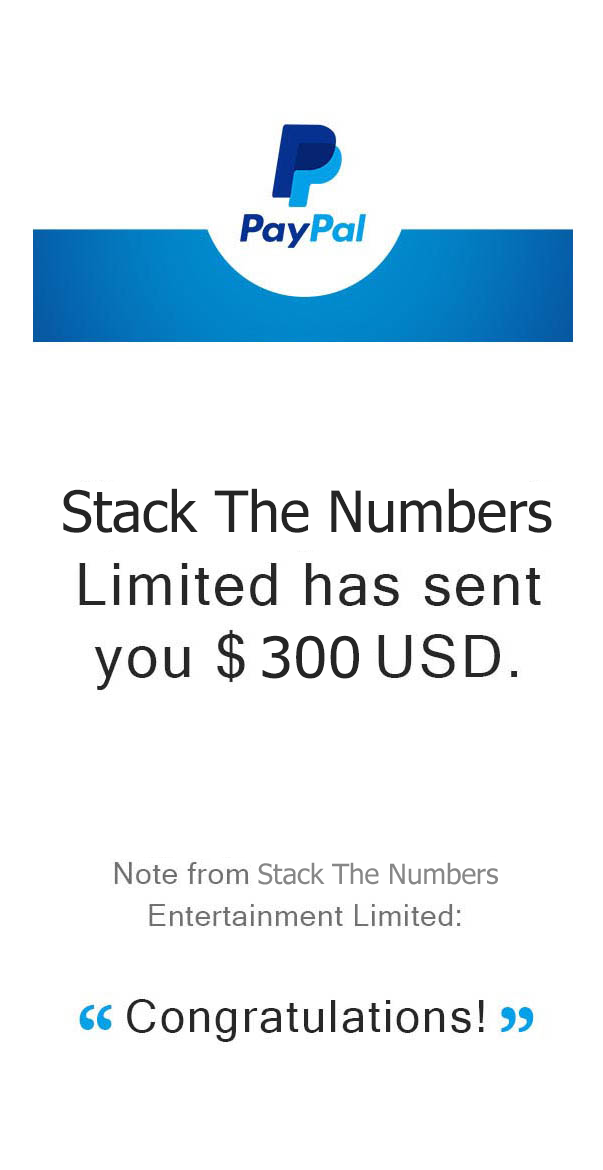 PayPal
Stack The Numbers
Limited has sent
you $ 300 USD.
Note from Stack The Numbers
Entertainment Limited:
“ Congratulations! ”